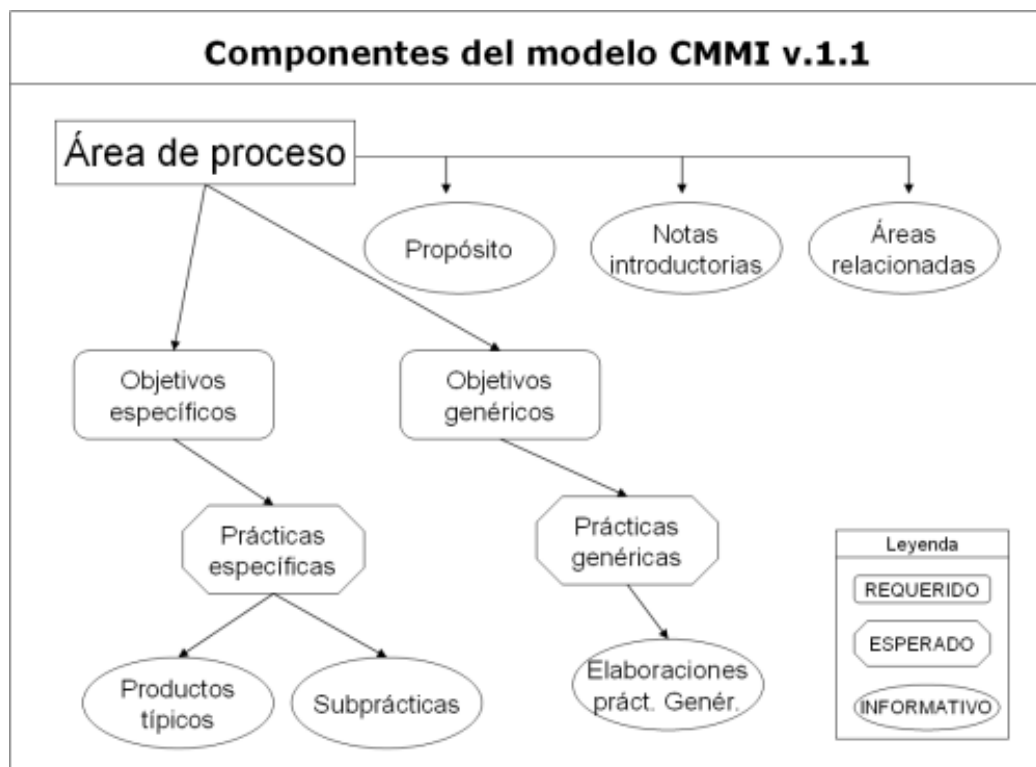 Componentes del modelo CMMI v.1.1
Área de proceso
Propósito
Notas
introductorias
Áreas
relacionadas
Objetivos
específicos
Objetivos
genéricos
Prácticas
específicas
Prácticas
genéricas
Productos
típicos
Subprácticas
Elaboraciones
práct. Genér.
Leyenda
REQUERIDO
ESPERADO
INFORMATIVO